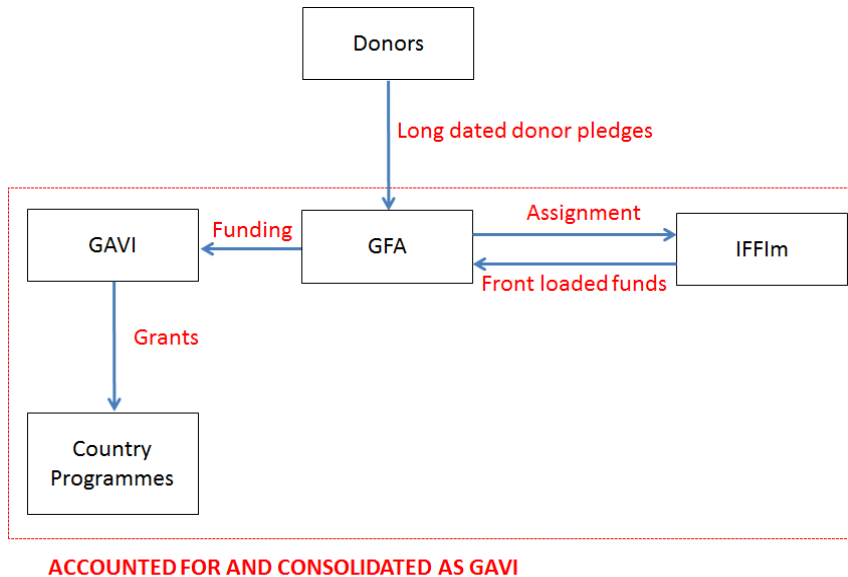 Donors
Long dated donor pledges
GAVI
Funding
GFA
Assignment
Front loaded funds
IFFIm
Grants
Country
Programmes
ACCOUNTED FOR AND CONSOLIDATED AS GAVI